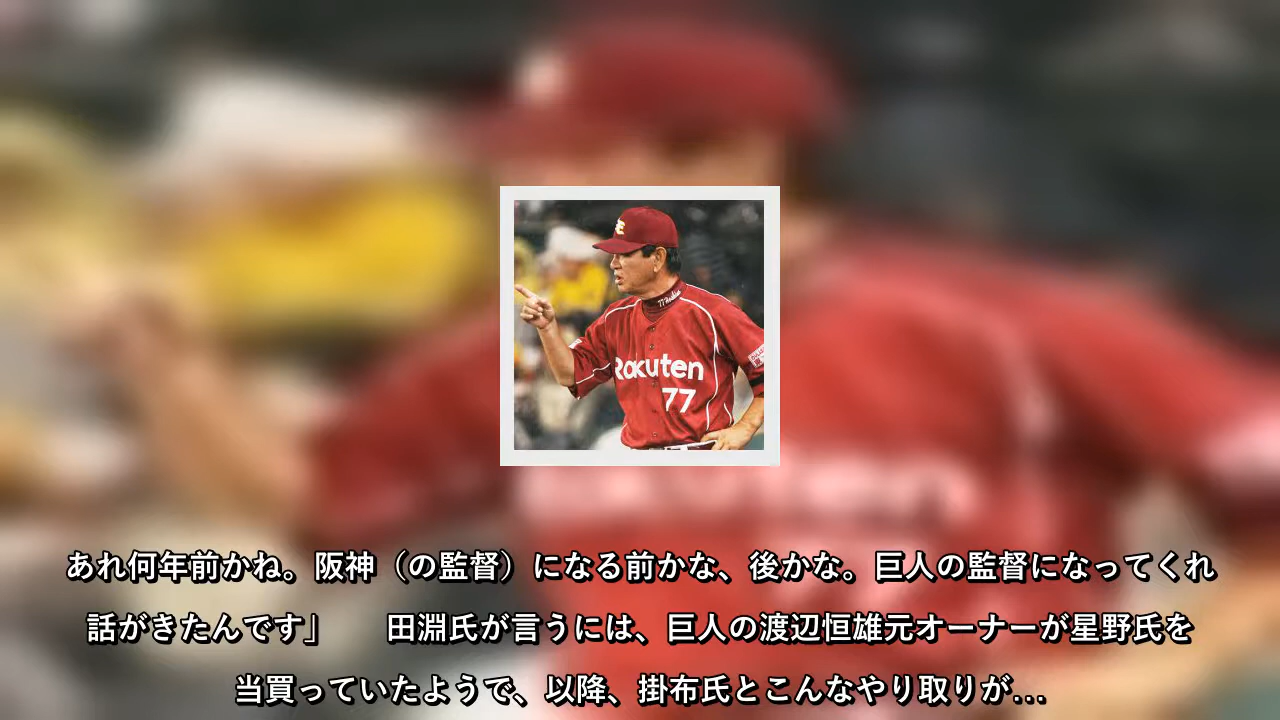 77 Hoshino
Rakuten
77
あれ何年前かね。阪神（の監督）になる前かな、後かな。巨人の監督になってくれ
話がきたんです」　　田淵氏が言うには、巨人の渡辺恒雄元オーナーが星野氏を
当買っていたようで、以降、掛布氏とこんなやり取りが…